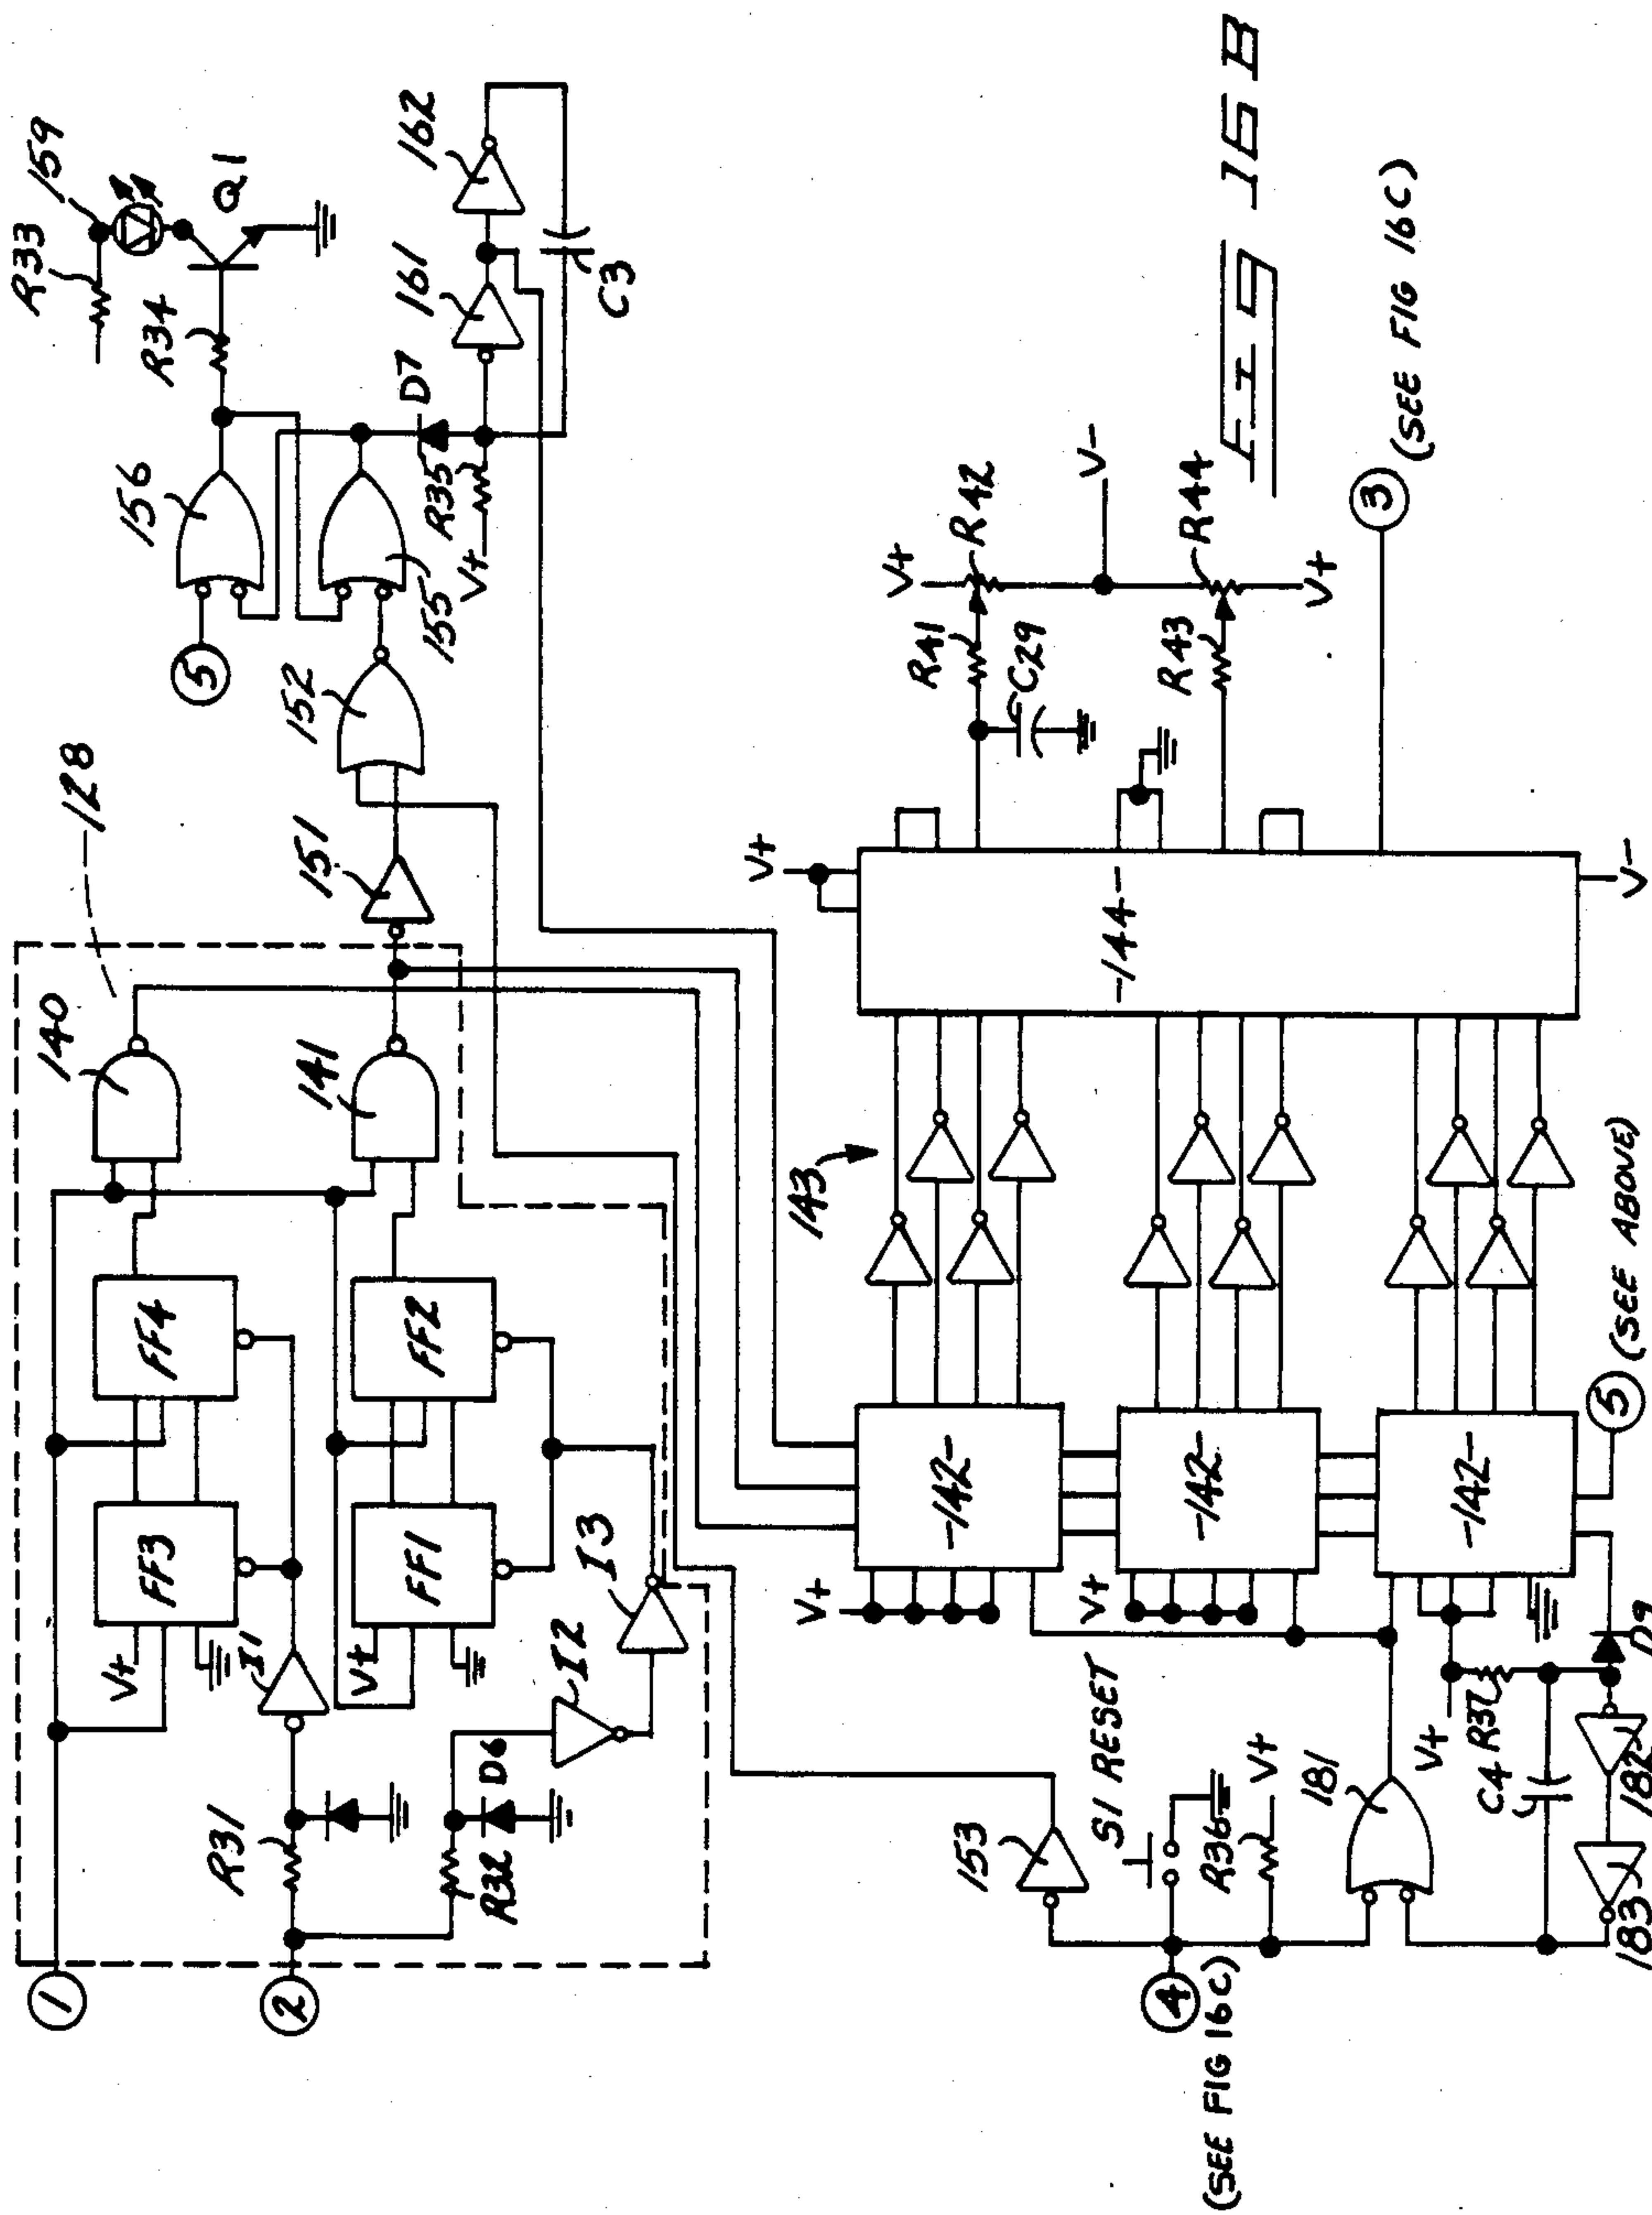 128
140
141
FF4
FF3
FF2
FF1
V+
V+
I1
I2
I3
R31
R32
D6
1
2
151
152
5
156
155
R33
159
R34
Q1
R35
V+
D7
161
162
C3
FIG 16B
143
-144-
-142-
-142-
-142-
V+
V-
V+
V+
V+
R41
R42
C29
V-
R43
R44
V+
3
(SEE FIG 16C)
5
(SEE ABOVE)
153
S1 RESET
R36
V+
4
(SEE FIG 16C)
181
V+
R37
C4
D9
182
183